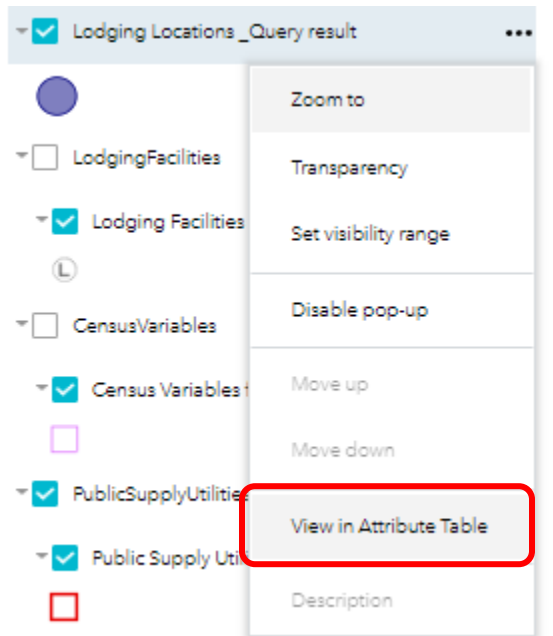 Lodging Locations _Query result
Zoom to
LodgingFacilities
Transparency
Lodging Facilities
Set visibility range
L
Disable pop-up
CensusVariables
Census Variables
Move up
Move down
PublicSupplyUtilities
View in Attribute Table
Public Supply Util
Description